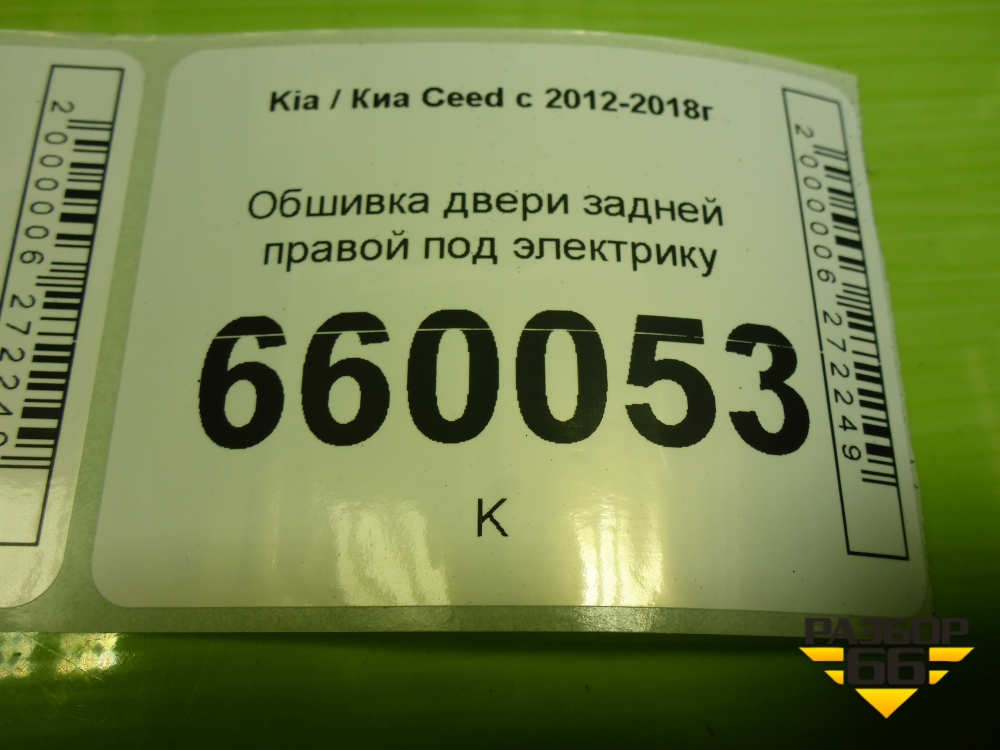 Kia / Киа Ceed с 2012-2018г
Обшивка двери задней
правой под электрику
660053
К
2000006272249
РАЗБОР
66